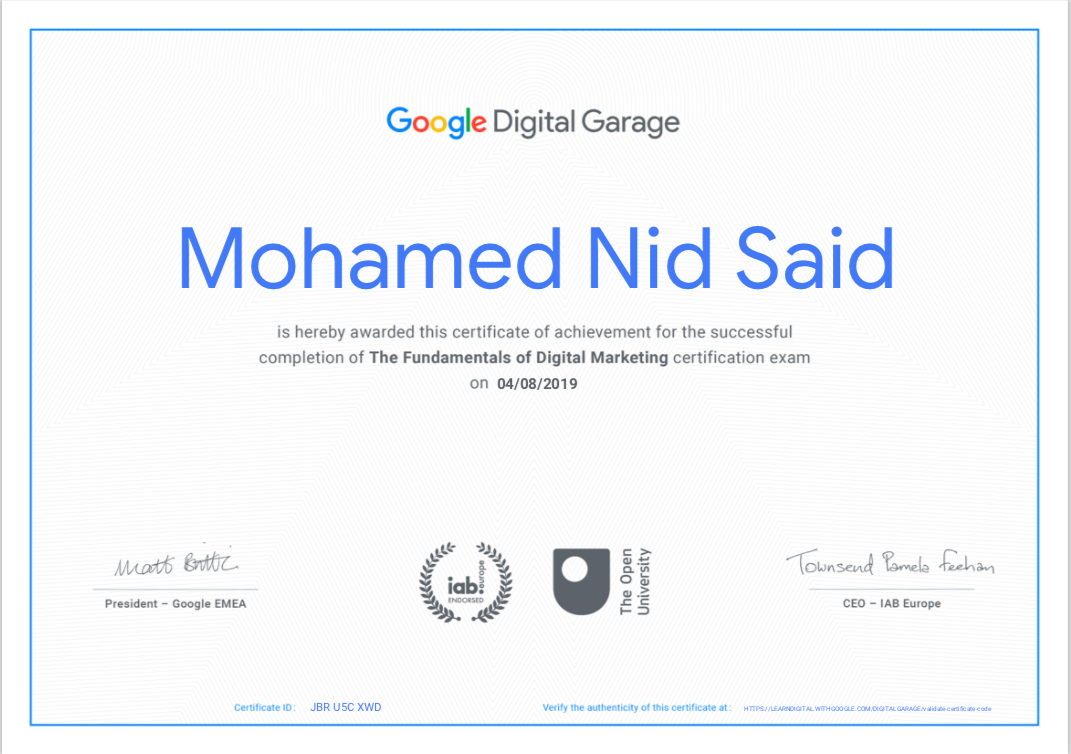 Google Digital Garage
Mohamed Nid Said
is hereby awarded this certificate of achievement for the successful
completion of The Fundamentals of Digital Marketing certification exam
on 04/08/2019
Matt Brittin
President – Google EMEA
iab: europe
ENDORSED
The Open
University
Townsend Pamela Feehan
CEO – IAB Europe
Certificate ID: JBR U5C XWD
Verify the authenticity of this certificate at: HTTPS://LEARNDIGITAL.WITHGOOGLE.COM/DIGITALGARAGE/validate-certificate-code